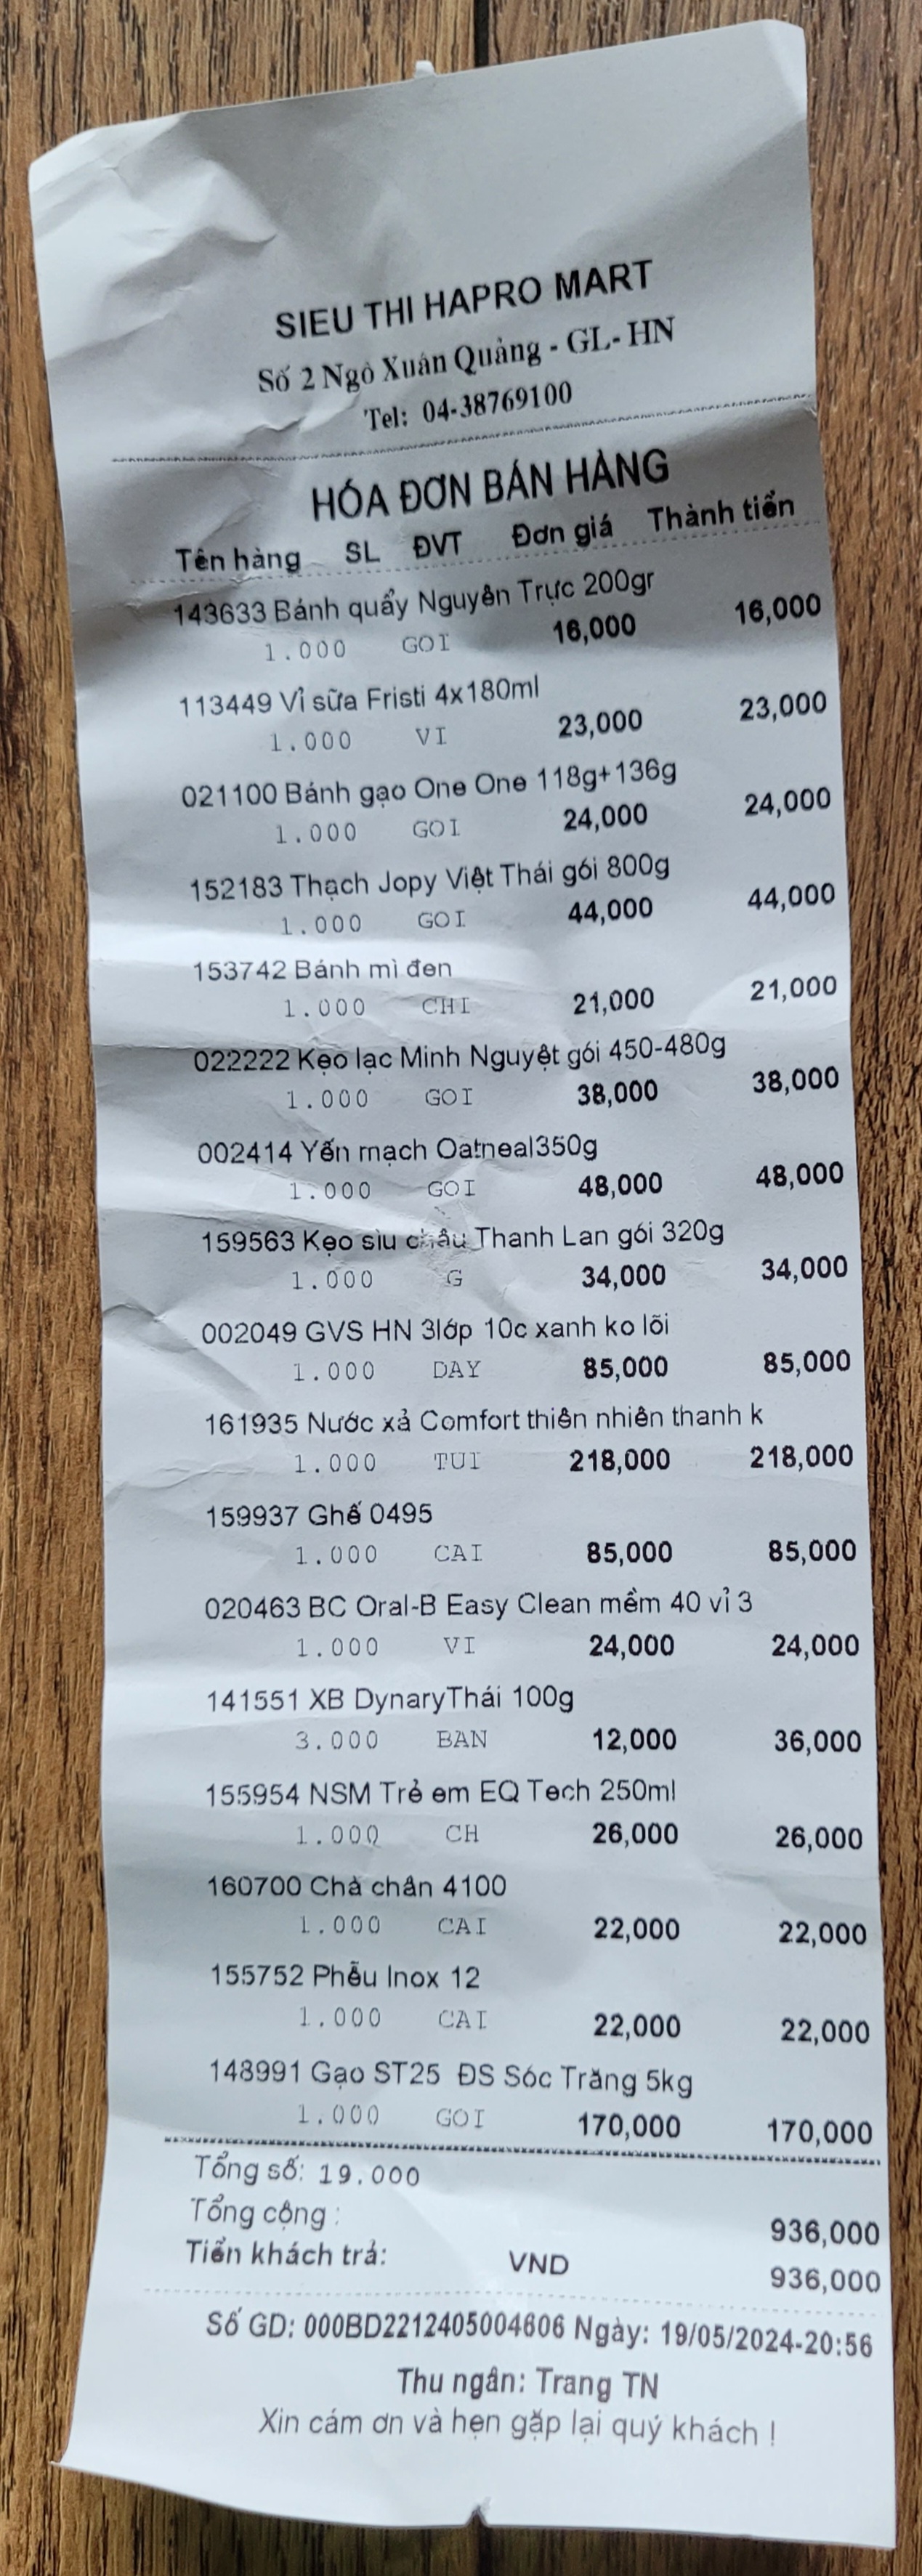 SIEU THI HAPRO MART
Số 2 Ngô Xuân Quảng - GL- HN
Tel: 04-38769100
HÓA ĐƠN BÁN HÀNG
Tên hàng SL ĐVT Đơn giá Thành tiền
143633 Bánh quẩy Nguyên Trực 200gr
1.000 GOI 16,000 16,000
113449 Vỉ sữa Fristi 4x180ml
1.000 VI 23,000 23,000
021100 Bánh gạo One One 118g+136g
1.000 GOI 24,000 24,000
152183 Thạch Jopy Việt Thái gói 800g
1.000 GOI 44,000 44,000
153742 Bánh mì đen
1.000 CHI 21,000 21,000
022222 Kẹo lạc Minh Nguyệt gói 450-480g
1.000 GOI 38,000 38,000
002414 Yến mạch Oatmeal350g
1.000 GOI 48,000 48,000
159563 Kẹo sìu châu Thanh Lan gói 320g
1.000 G 34,000 34,000
002049 GVS HN 3lớp 10c xanh ko lõi
1.000 DAY 85,000 85,000
161935 Nước xả Comfort thiên nhiên thanh k
1.000 TUI 218,000 218,000
159937 Ghế 0495
1.000 CAI 85,000 85,000
020463 BC Oral-B Easy Clean mềm 40 vỉ 3
1.000 VI 24,000 24,000
141551 XB DynaryThái 100g
3.000 BAN 12,000 36,000
155954 NSM Trẻ em EQ Tech 250ml
1.000 CH 26,000 26,000
160700 Chà chân 4100
1.000 CAI 22,000 22,000
155752 Phễu Inox 12
1.000 CAI 22,000 22,000
148991 Gạo ST25 ĐS Sóc Trăng 5kg
1.000 GOI 170,000 170,000
Tổng số: 19.000
Tổng cộng : 936,000
Tiền khách trả: VND 936,000
Số GD: 000BD2212405004606 Ngày: 19/05/2024-20:56
Thu ngân: Trang TN
Xin cám ơn và hẹn gặp lại quý khách !